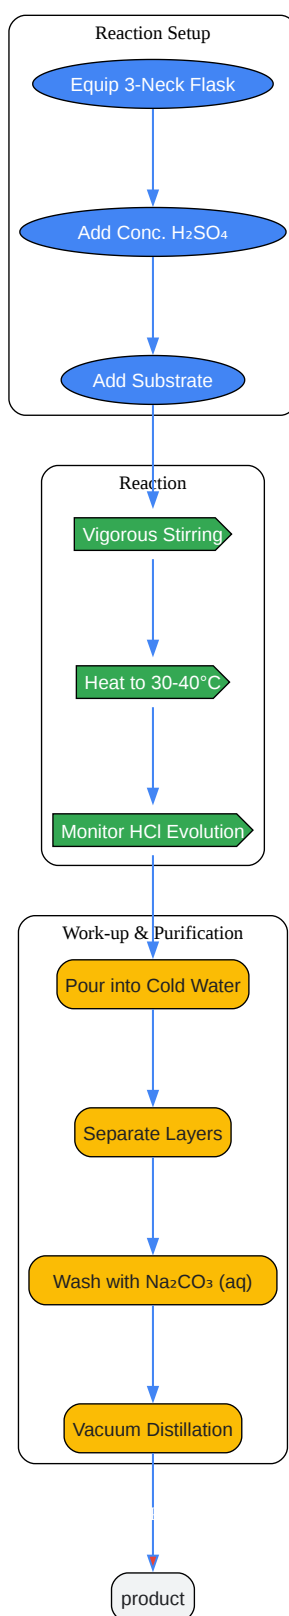 Reaction Setup
Equip 3-Neck Flask
Add Conc. H₂SO₄
Add Substrate
Reaction
Vigorous Stirring
Heat to 30-40°C
Monitor HCl Evolution
Work-up & Purification
Pour into Cold Water
Separate Layers
Wash with Na₂CO₃ (aq)
Vacuum Distillation
product